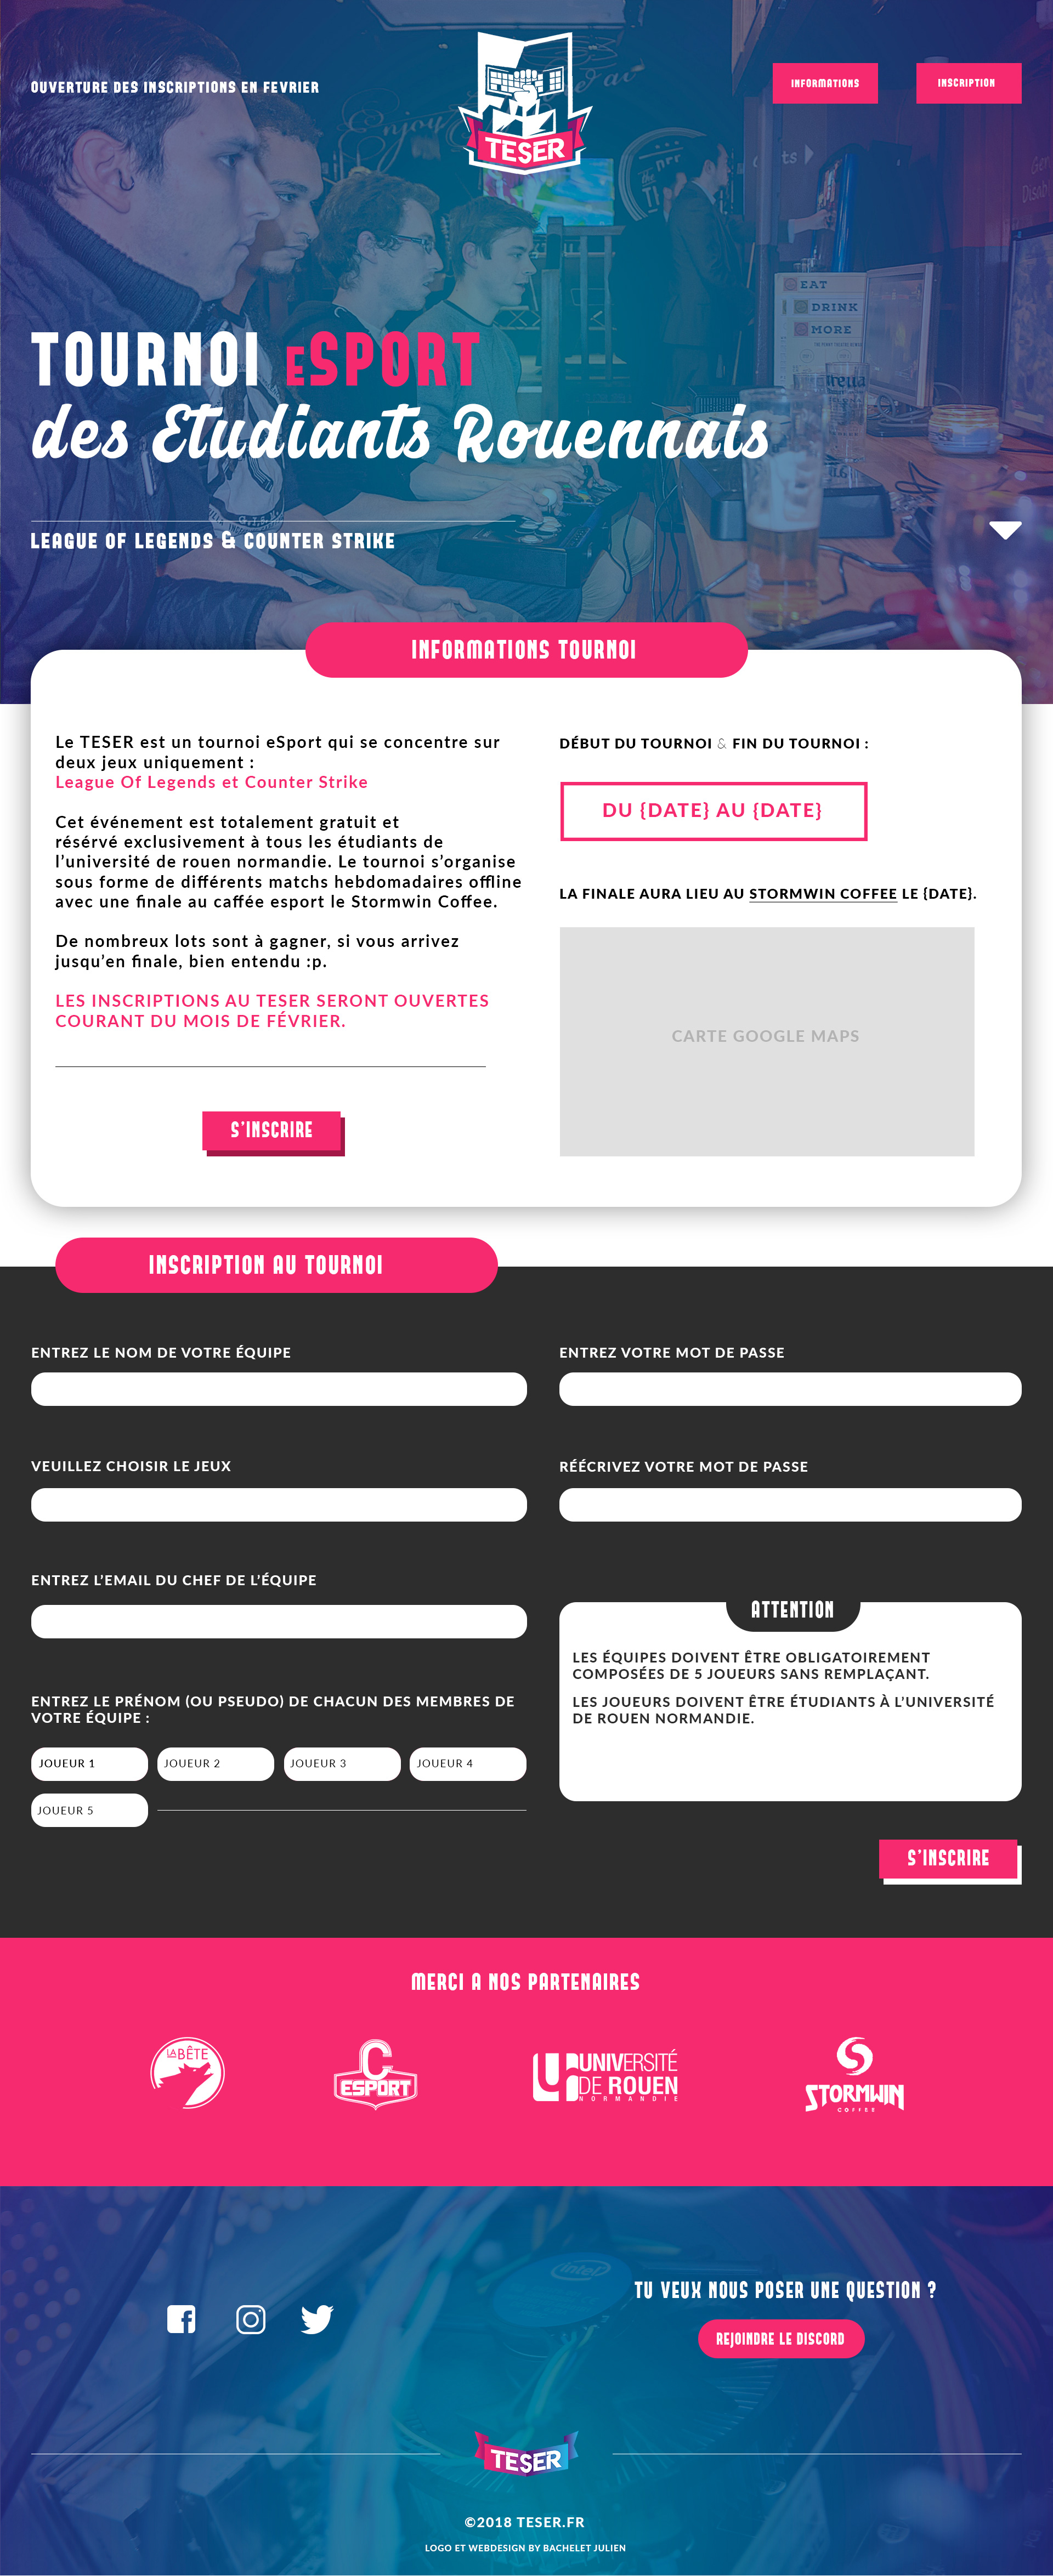 OUVERTURE DES INSCRIPTIONS EN FEVRIER
TESER
INFORMATIONS
INSCRIPTION
Enjoy
EAT
DRINK
MORE
TOURNOI eSPORT
des Etudiants Rouennais
LEAGUE OF LEGENDS & COUNTER STRIKE
INFORMATIONS TOURNOI
Le TESER est un tournoi eSport qui se concentre sur
deux jeux uniquement :
League Of Legends et Counter Strike
Cet événement est totalement gratuit et
résérvé exclusivement à tous les étudiants de
l’université de rouen normandie. Le tournoi s’organise
sous forme de différents matchs hebdomadaires offline
avec une finale au caffée esport le Stormwin Coffee.
De nombreux lots sont à gagner, si vous arrivez
jusqu’en finale, bien entendu :p.
LES INSCRIPTIONS AU TESER SERONT OUVERTES
COURANT DU MOIS DE FÉVRIER.
S’INSCRIRE
DÉBUT DU TOURNOI & FIN DU TOURNOI :
DU {DATE} AU {DATE}
LA FINALE AURA LIEU AU STORMWIN COFFEE LE {DATE}.
CARTE GOOGLE MAPS
INSCRIPTION AU TOURNOI
ENTREZ LE NOM DE VOTRE ÉQUIPE
VEUILLEZ CHOISIR LE JEUX
ENTREZ L’EMAIL DU CHEF DE L’ÉQUIPE
ENTREZ LE PRÉNOM (OU PSEUDO) DE CHACUN DES MEMBRES DE
VOTRE ÉQUIPE :
JOUEUR 1
JOUEUR 2
JOUEUR 3
JOUEUR 4
JOUEUR 5
ENTREZ VOTRE MOT DE PASSE
RÉÉCRIVEZ VOTRE MOT DE PASSE
ATTENTION
LES ÉQUIPES DOIVENT ÊTRE OBLIGATOIREMENT
COMPOSÉES DE 5 JOUEURS SANS REMPLAÇANT.
LES JOUEURS DOIVENT ÊTRE ÉTUDIANTS À L’UNIVERSITÉ
DE ROUEN NORMANDIE.
S’INSCRIRE
MERCI A NOS PARTENAIRES
LA BÊTE
C
ESPORT
UNIVERSITÉ
DE ROUEN
NORMANDIE
STORMWIN
COFFEE
intel
TU VEUX NOUS POSER UNE QUESTION ?
REJOINDRE LE DISCORD
TESER
©2018 TESER.FR
LOGO ET WEBDESIGN BY BACHELET JULIEN